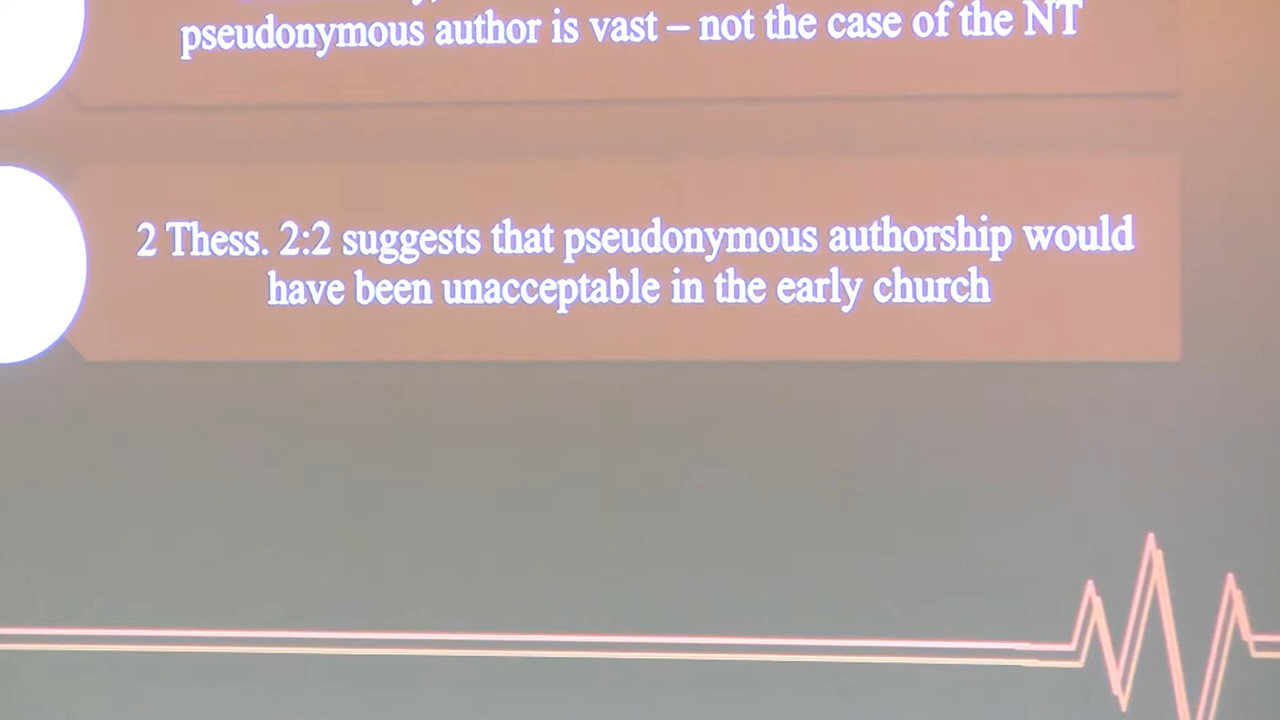 pseudonymous author is vast – not the case of the NT
2 Thess. 2:2 suggests that pseudonymous authorship would
have been unacceptable in the early church